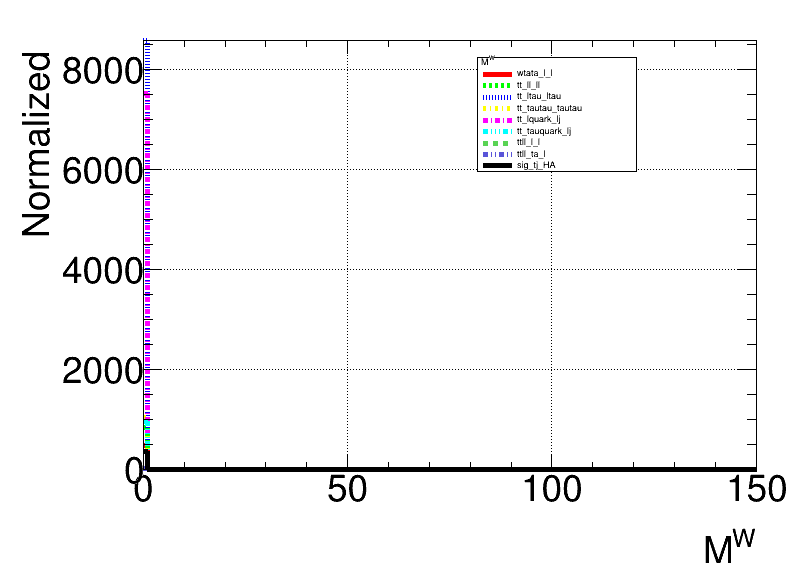 Normalized
8000
6000
4000
2000
0
0 50 100 150
M^W
M^W
wtata_l_l
tt_ll_ll
tt_ltau_ltau
tt_tautau_tautau
tt_lquark_lj
tt_tauquark_lj
ttll_l_l
ttll_ta_l
sig_tj_HA